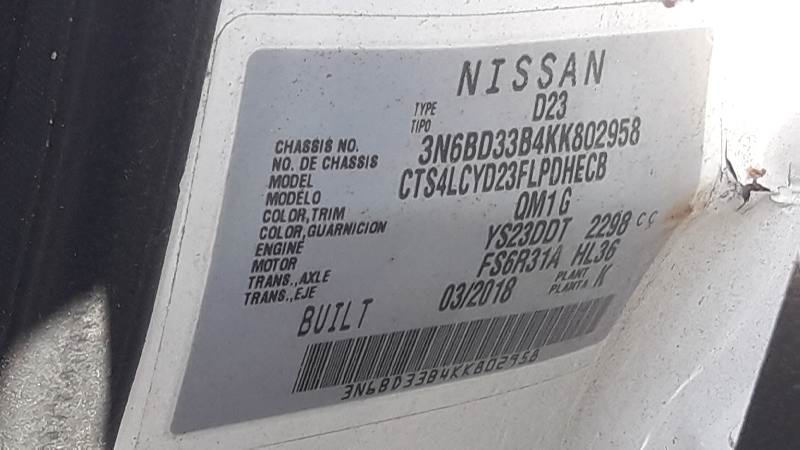 NISSAN
TYPE D23
TIPO
CHASSIS NO. 3N6BD33B4KK802958
NO. DE CHASSIS
MODEL CTS4LCYD23FLPDHECB
MODELO
COLOR,TRIM QM1 G
COLOR,GUARNICION
ENGINE YS23DDT 2298 CC
MOTOR
TRANS.,AXLE FS6R31A HL36
TRANS.,EJE
BUILT 03/2018 PLANT K
PLANTA
3N6BD33B4KK802958